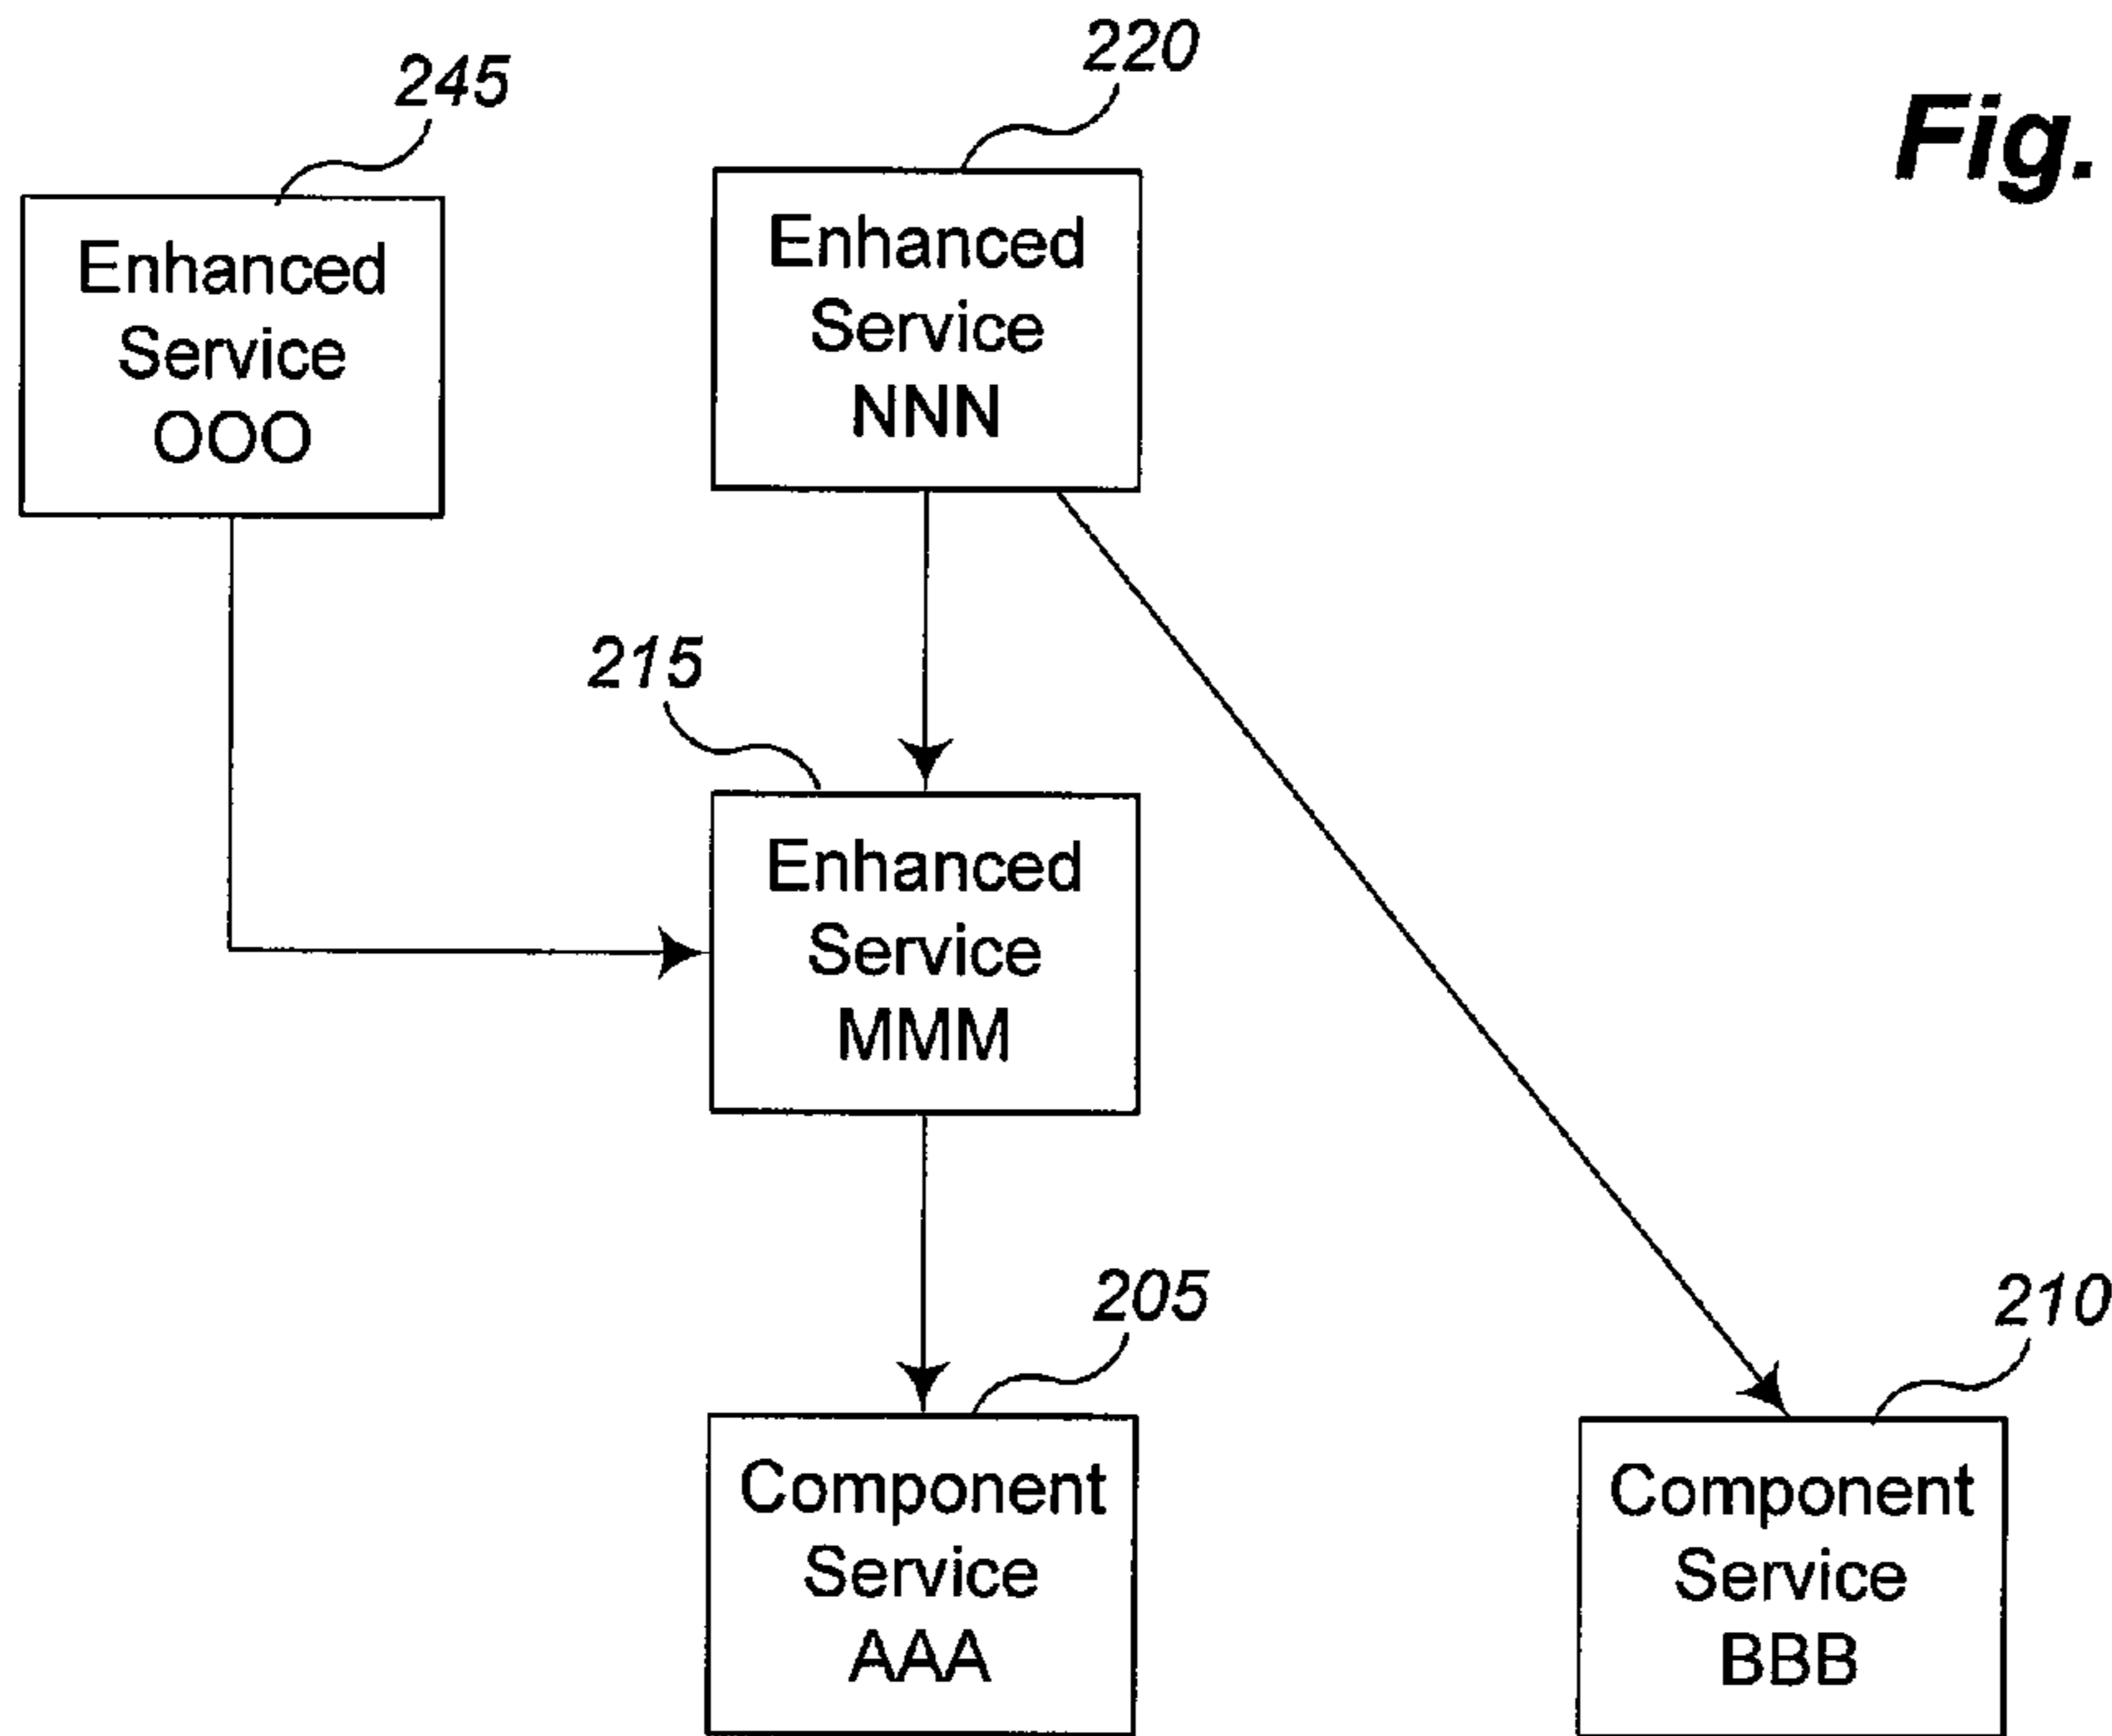 245
220
Fig.
Enhanced
Service
OOO
Enhanced
Service
NNN
215
Enhanced
Service
MMM
205
210
Component
Service
AAA
Component
Service
BBB